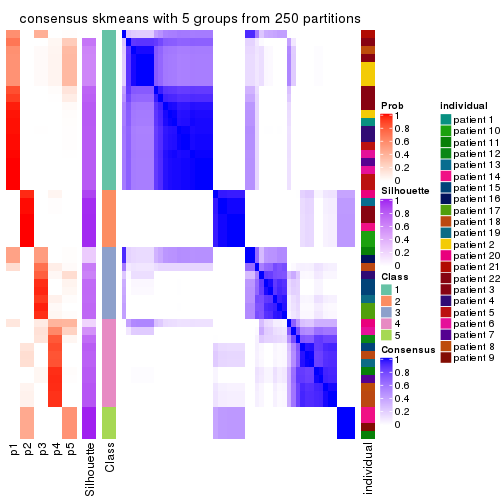 consensus skmeans with 5 groups from 250 partitions
Prob
1
0.8
0.6
0.4
0.2
0
Silhouette
1
0.8
0.6
0.4
0.2
0
Class
1
2
3
4
5
Consensus
1
0.8
0.6
0.4
0.2
0
individual
patient 1
patient 10
patient 11
patient 12
patient 13
patient 14
patient 15
patient 16
patient 17
patient 18
patient 19
patient 2
patient 20
patient 21
patient 22
patient 3
patient 4
patient 5
patient 6
patient 7
patient 8
patient 9
p1
p2
p3
p4
p5
Silhouette
Class
individual